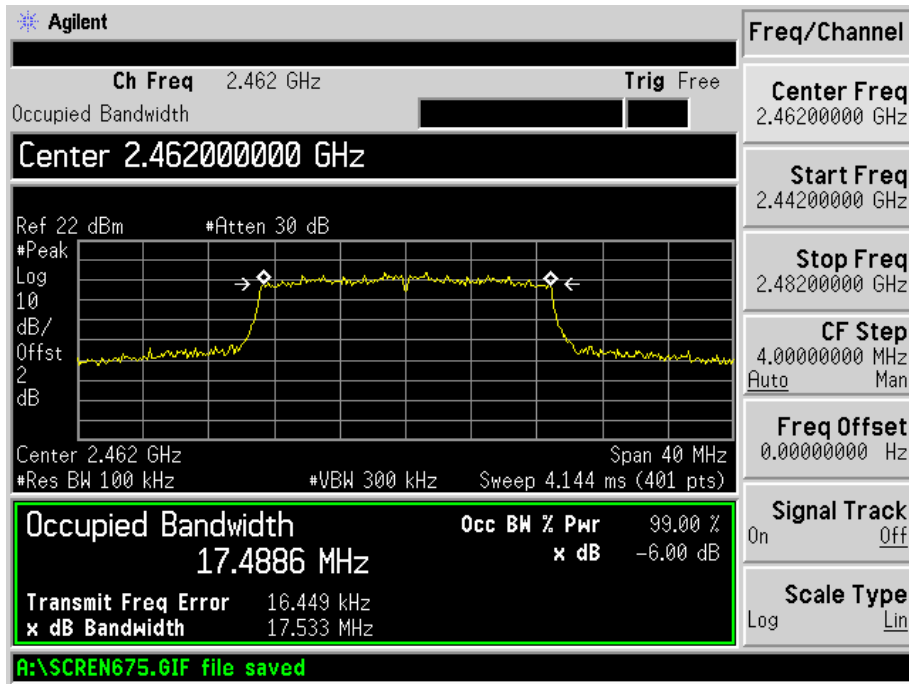 Agilent
Freq/Channel
Ch Freq 2.462 GHz Trig Free
Occupied Bandwidth
Center 2.462000000 GHz
Ref 22 dBm #Atten 30 dB
#Peak
Log
10
dB/
Offst
2
dB
Center 2.462 GHz Span 40 MHz
#Res BW 100 kHz #VBW 300 kHz Sweep 4.144 ms (401 pts)
Occupied Bandwidth Occ BW % Pwr 99.00 %
17.4886 MHz x dB -6.00 dB
Transmit Freq Error 16.449 kHz
x dB Bandwidth 17.533 MHz
A:\SCREN675.GIF file saved
Center Freq
2.46200000 GHz
Start Freq
2.44200000 GHz
Stop Freq
2.48200000 GHz
CF Step
4.00000000 MHz
Auto Man
Freq Offset
0.00000000 Hz
Signal Track
On Off
Scale Type
Log Lin